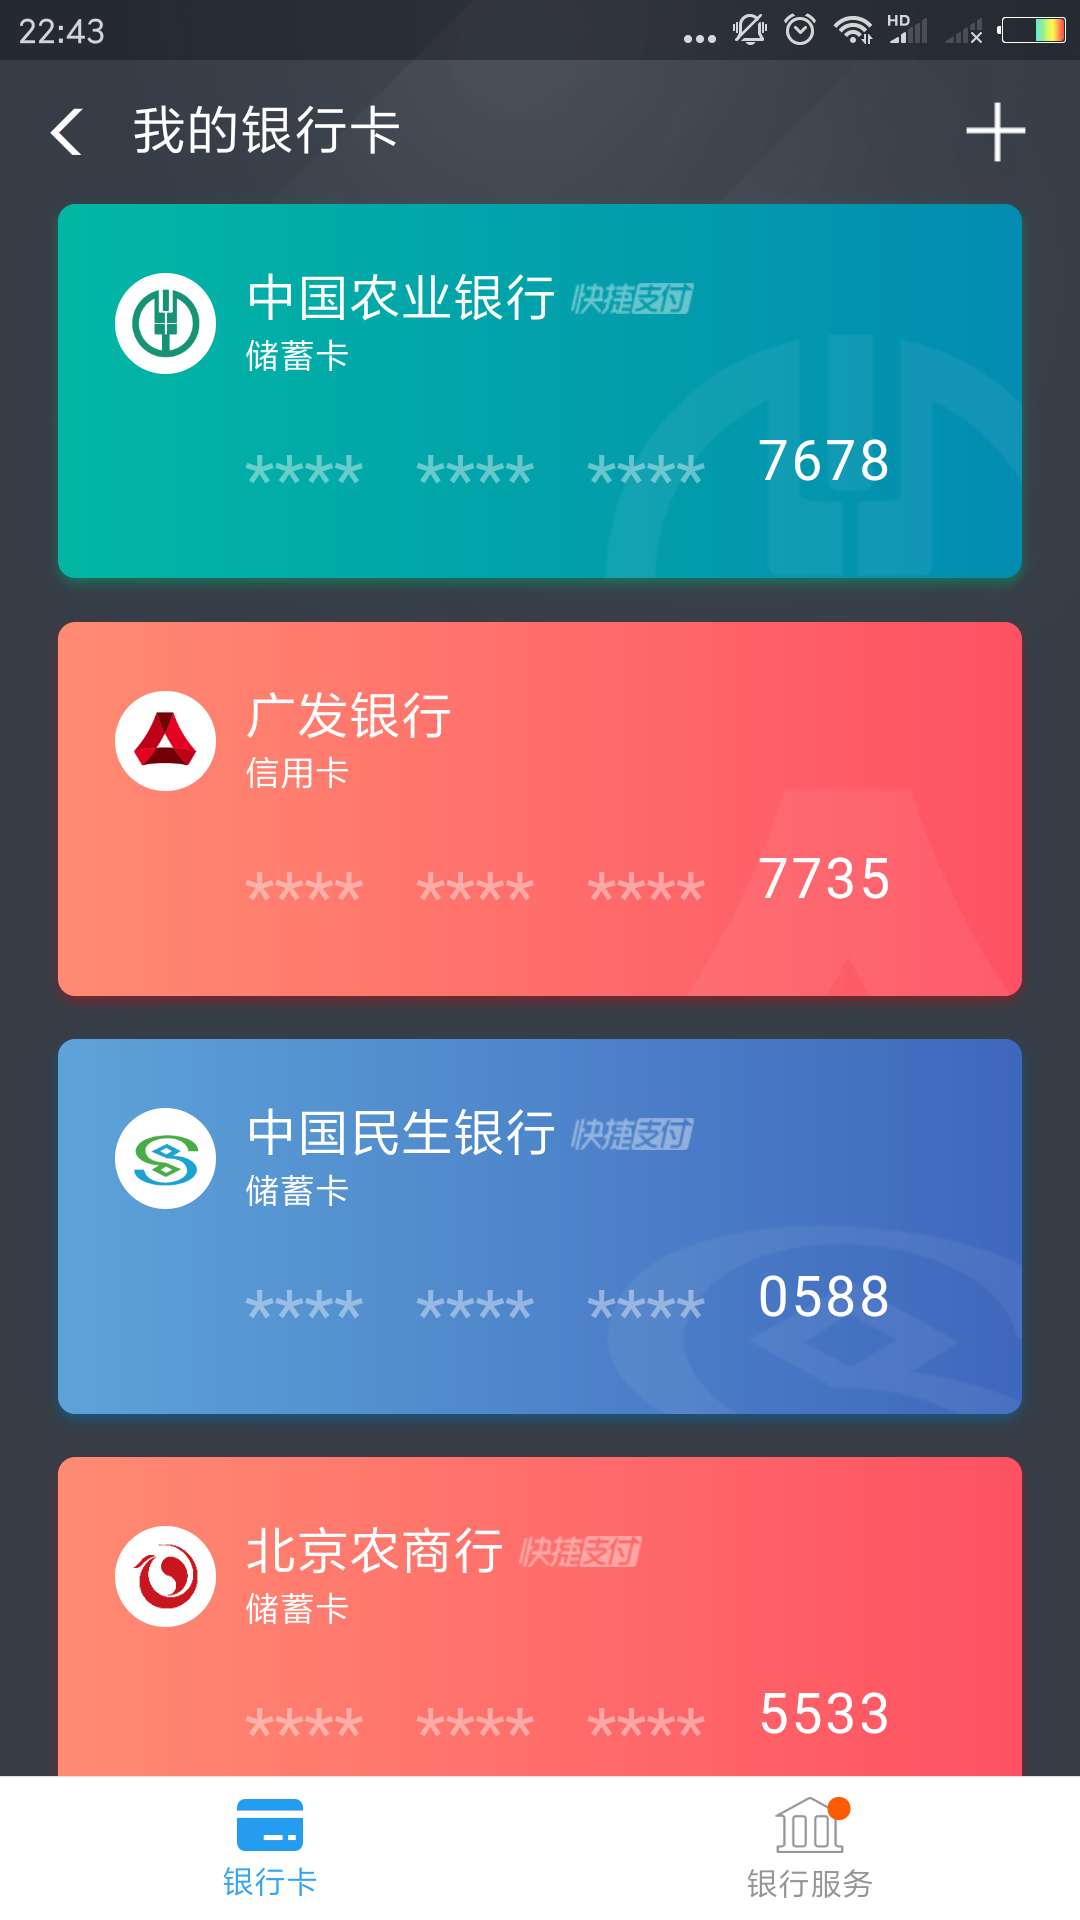 22:43
HD
我的银行卡
中国农业银行 快捷支付
储蓄卡
**** **** **** 7678
广发银行
信用卡
**** **** **** 7735
中国民生银行 快捷支付
储蓄卡
**** **** **** 0588
北京农商行 快捷支付
储蓄卡
**** **** **** 5533
银行卡
银行服务